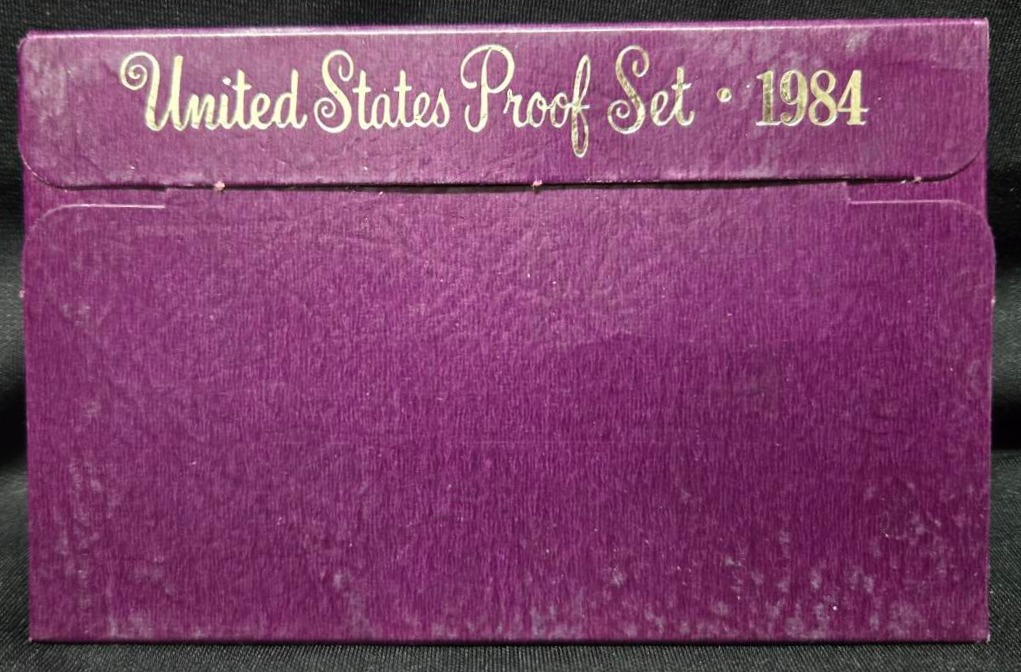 United States Proof Set · 1984